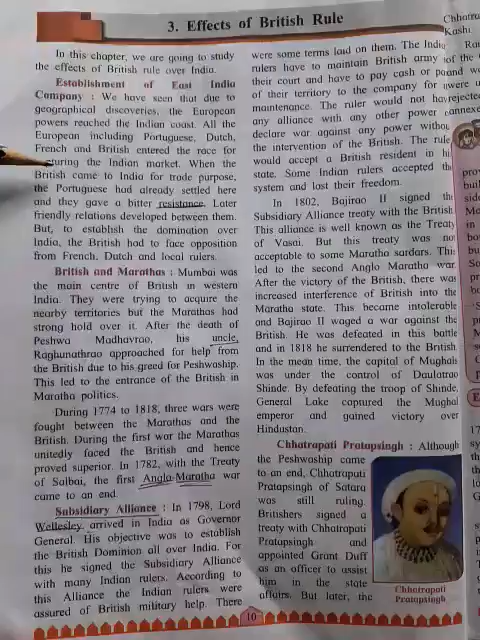 3. Effects of British Rule
In this chapter, we are going to study
the effects of British rule over India.
Establishment of East India
Company : We have seen that due to
geographical discoveries, the European
powers reached the Indian coast. All the
European including Portuguese, Dutch,
French and British entered the race for
turing the Indian market. When the
British came to India for trade purpose,
the Portuguese had already settled here
and they gave a bitter resistance. Later
friendly relations developed between them.
But, to establish the domination over
India, the British had to face opposition
from French, Dutch and local rulers.
British and Marathas : Mumbai was
the main centre of British in western
India. They were trying to acquire the
nearby territories but the Marathas had
strong hold over it. After the death of
Peshwa Madhavrao, his uncle,
Raghunathrao approached for help from
the British due to his greed for Peshwaship.
This led to the entrance of the British in
Maratha politics.
During 1774 to 1818, three wars were
fought between the Marathas and the
British. During the first war the Marathas
unitedly faced the British and hence
proved superior. In 1782, with the Treaty
of Salbai, the first Anglo-Maratha war
came to an end.
Subsidiary Alliance : In 1798, Lord
Wellesley arrived in India as Governor
General. His objective was to establish
the British Dominion all over India. For
this he signed the Subsidiary Alliance
with many Indian rulers. According to
this Alliance the Indian rulers were
assured of British military help. There
were some terms laid on them. The India
rulers have to maintain British army
their court and have to pay cash or
of their territory to the company for
maintenance. The ruler would not
any alliance with any other power
declare war against any power withou
the intervention of the British. The rule
would accept a British resident in hi
state. Some Indian rulers accepted th
system and lost their freedom.
In 1802, Bajirao II signed the
Subsidiary Alliance treaty with the British.
This alliance is well known as the Treaty
of Vasai. But this treaty was not
acceptable to some Maratha sardars. This
led to the second Anglo Maratha war.
After the victory of the British, there was
increased interference of British into the
Maratha state. This became intolerable
and Bajirao II waged a war against the
British. He was defeated in this battle
and in 1818 he surrendered to the British.
In the mean time, the capital of Mughals
was under the control of Daulatrao
Shinde. By defeating the troop of Shinde,
General Lake captured the Mughal
emperor and gained victory over
Hindustan.
Chhatrapati Pratapsingh : Although
the Peshwaship came
to an end, Chhatrapati
Pratapsingh of Satara
was still ruling.
Britishers signed a
treaty with Chhatrapati
Pratapsingh and
appointed Grant Duff
as an officer to assist
him in the state
affairs. But later, the
Chhatrapati
Pratapsingh
10
Chhatra
Kashi.